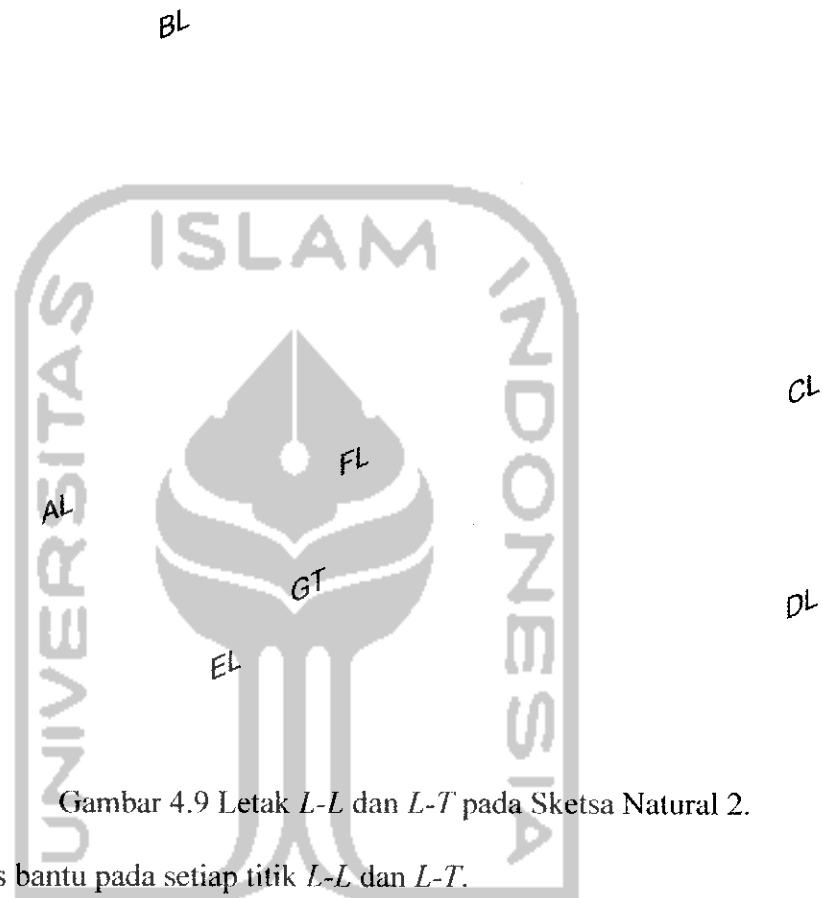 BL
ISLAM
UNIVERSITAS
INDONESIA
CL
FL
AL
GT
DL
EL
Gambar 4.9 Letak L-L dan L-T pada Sketsa Natural 2.
bantu pada setiap titik L-L dan L-T.